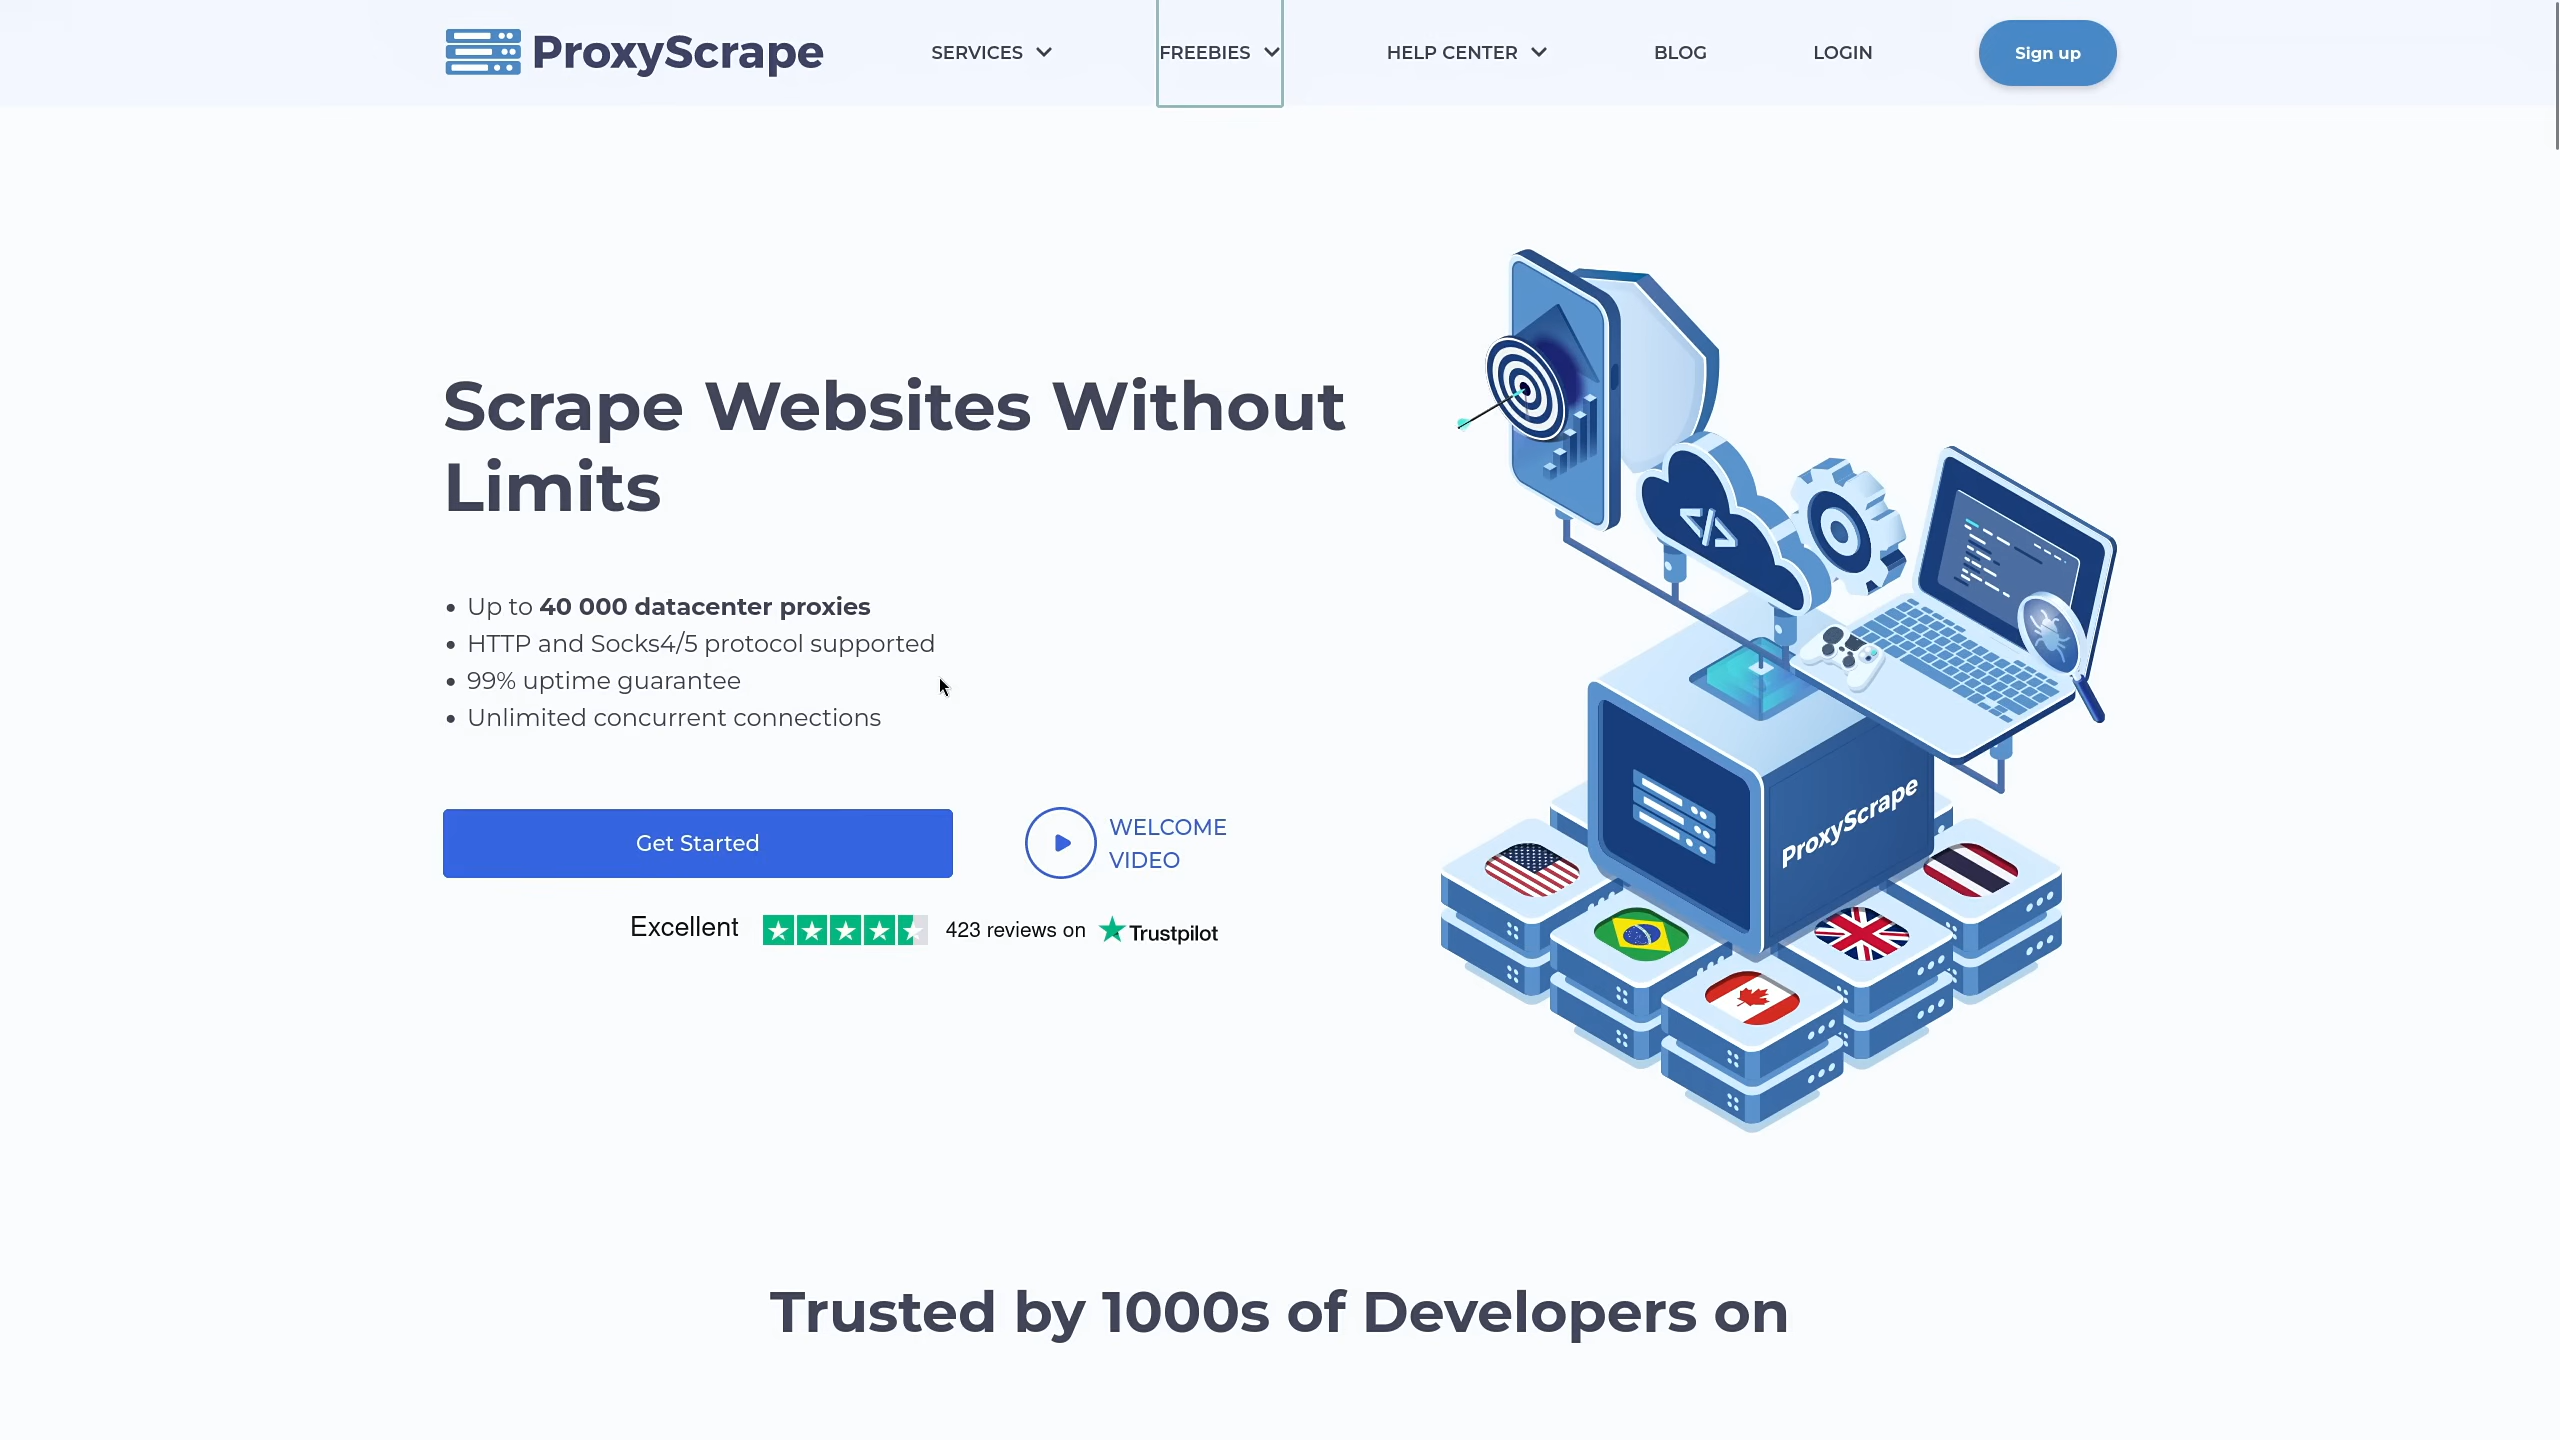 ProxyScrape
SERVICES
FREEBIES
HELP CENTER
BLOG
LOGIN
Sign up
Scrape Websites Without
Limits
Up to 40 000 datacenter proxies
HTTP and Socks4/5 protocol supported
99% uptime guarantee
Unlimited concurrent connections
Get Started
WELCOME
VIDEO
Excellent
423 reviews on
Trustpilot
</>
ProxyScrape
Trusted by 1000s of Developers on